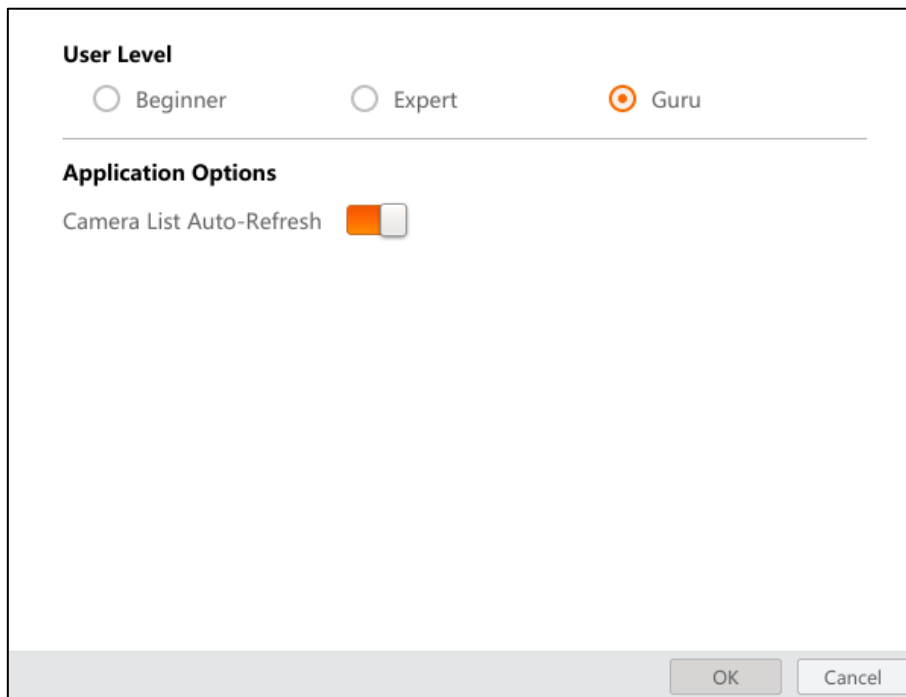 User Level
Beginner Expert Guru
Application Options
Camera List Auto-Refresh
OK Cancel